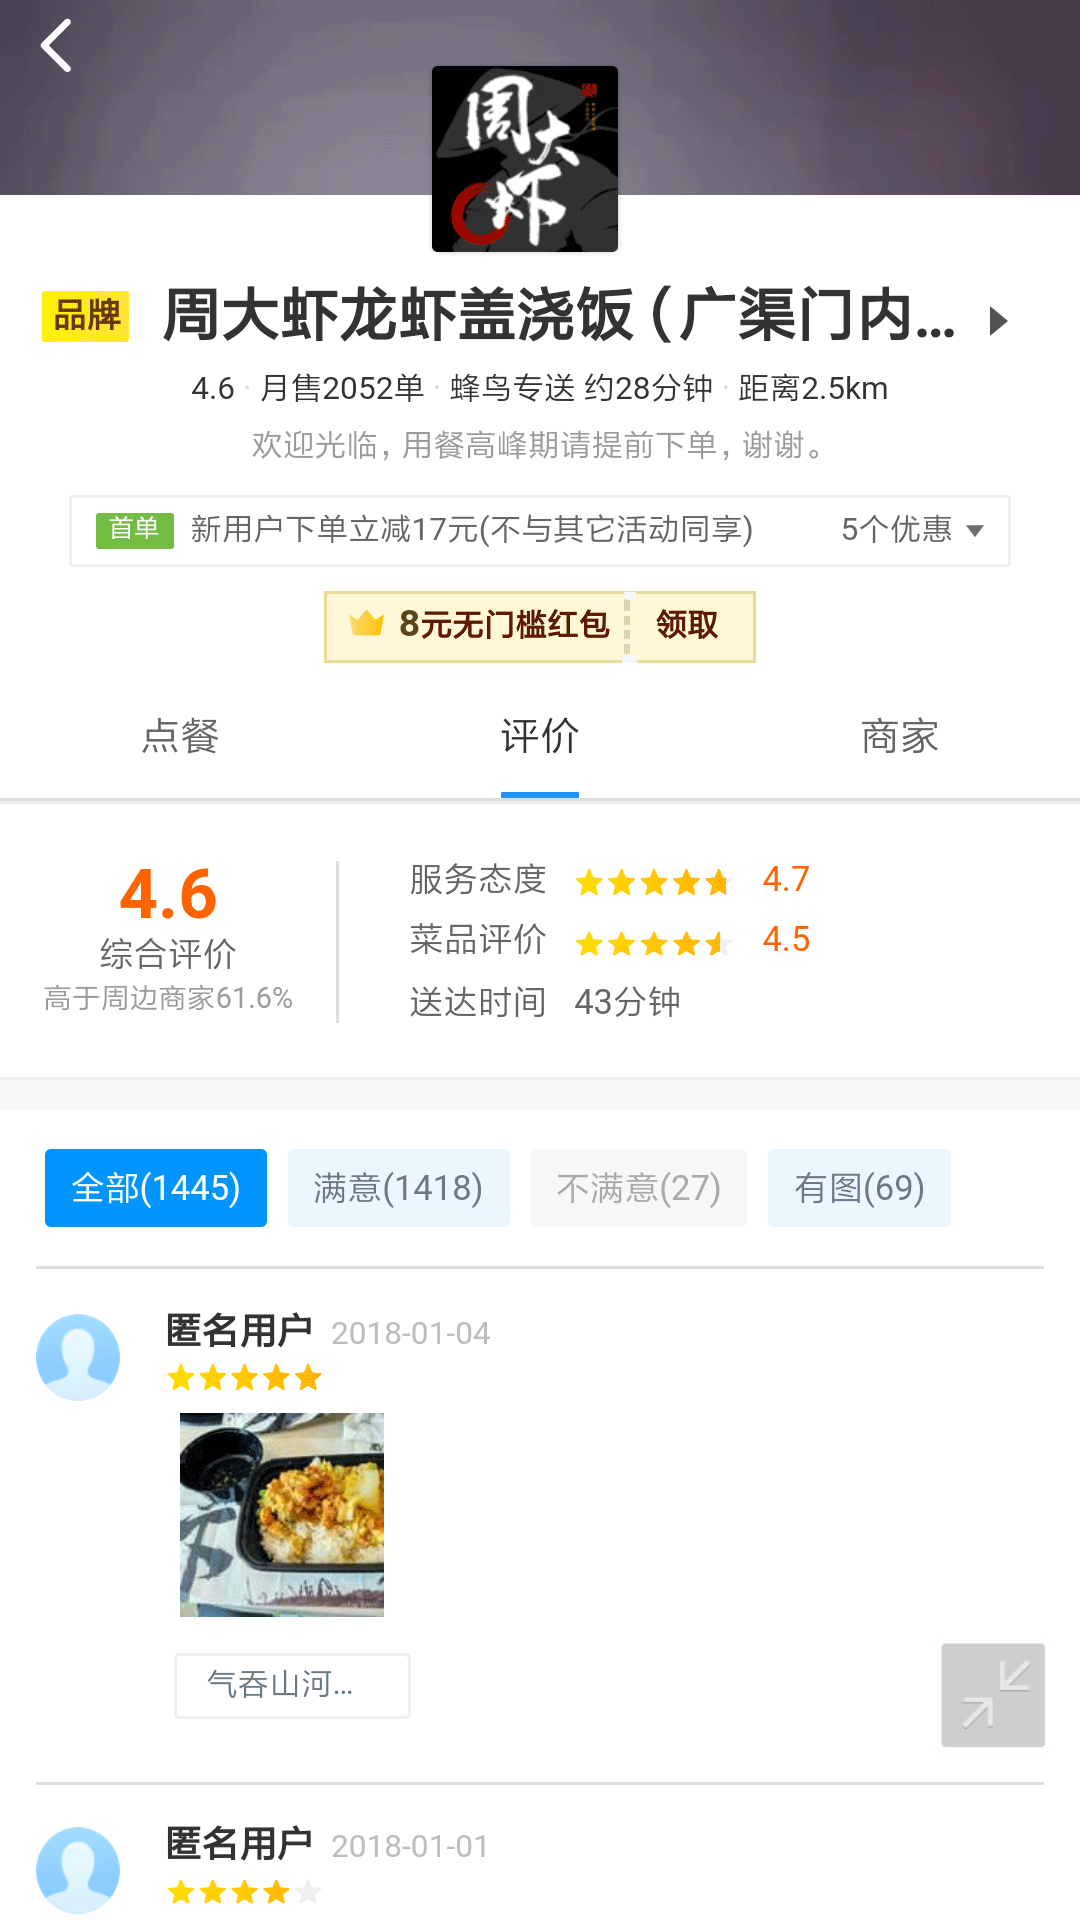 周大虾
品牌 周大虾龙虾盖浇饭（广渠门内...
4.6 · 月售2052单 · 蜂鸟专送 约28分钟 · 距离2.5km
欢迎光临，用餐高峰期请提前下单，谢谢。
首单 新用户下单立减17元(不与其它活动同享) 5个优惠
8元无门槛红包 领取
点餐 评价 商家
4.6
综合评价
高于周边商家61.6%
服务态度 4.7
菜品评价 4.5
送达时间 43分钟
全部(1445) 满意(1418) 不满意(27) 有图(69)
匿名用户 2018-01-04
气吞山河...
匿名用户 2018-01-01